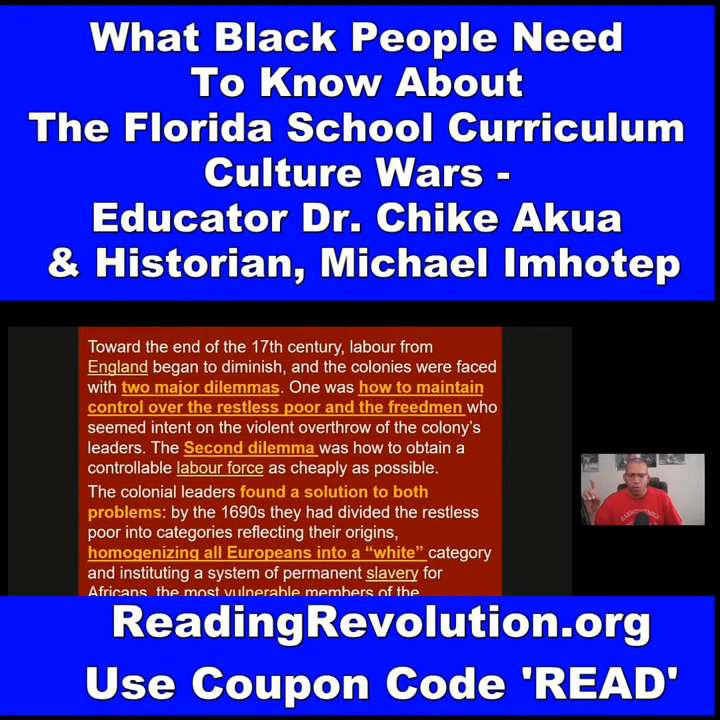 What Black People Need
To Know About
The Florida School Curriculum
Culture Wars -
Educator Dr. Chike Akua
& Historian, Michael Imhotep
Toward the end of the 17th century, labour from
England began to diminish, and the colonies were faced
with two major dilemmas. One was how to maintain
control over the restless poor and the freedmen who
seemed intent on the violent overthrow of the colony's
leaders. The Second dilemma was how to obtain a
controllable labour force as cheaply as possible.
The colonial leaders found a solution to both
problems: by the 1690s they had divided the restless
poor into categories reflecting their origins,
homogenizing all Europeans into a “white” category
and instituting a system of permanent slavery for
Africans, the most vulnerable members of the
ReadingRevolution.org
Use Coupon Code 'READ'